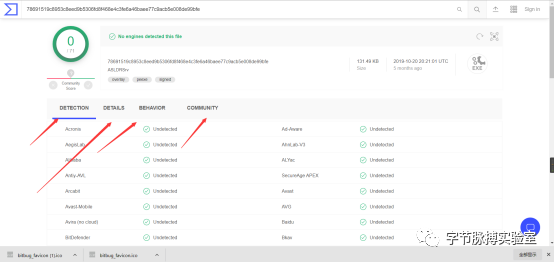 Sign in
0
/ 71
Community
Score
No engines detected this file
ASLDRSrv
overlay peexe signed
131.48 KB
Size
2019-10-20 20:21:01 UTC
5 months ago
EXE
DETECTION DETAILS BEHAVIOR COMMUNITY
Acronis Undetected Ad-Aware Undetected
AegisLab Undetected AhnLab-V3 Undetected
Alibaba Undetected ALYac Undetected
Antiy-AVL Undetected SecureAge APEX Undetected
Arcabit Undetected Avast Undetected
Avast-Mobile Undetected AVG Undetected
Avira (no cloud) Undetected Baidu Undetected
BitDefender Undetected Bkav Undetected
字节脉搏实验室
bitbug_favicon (1).ico
bitbug_favicon.ico
全部显示